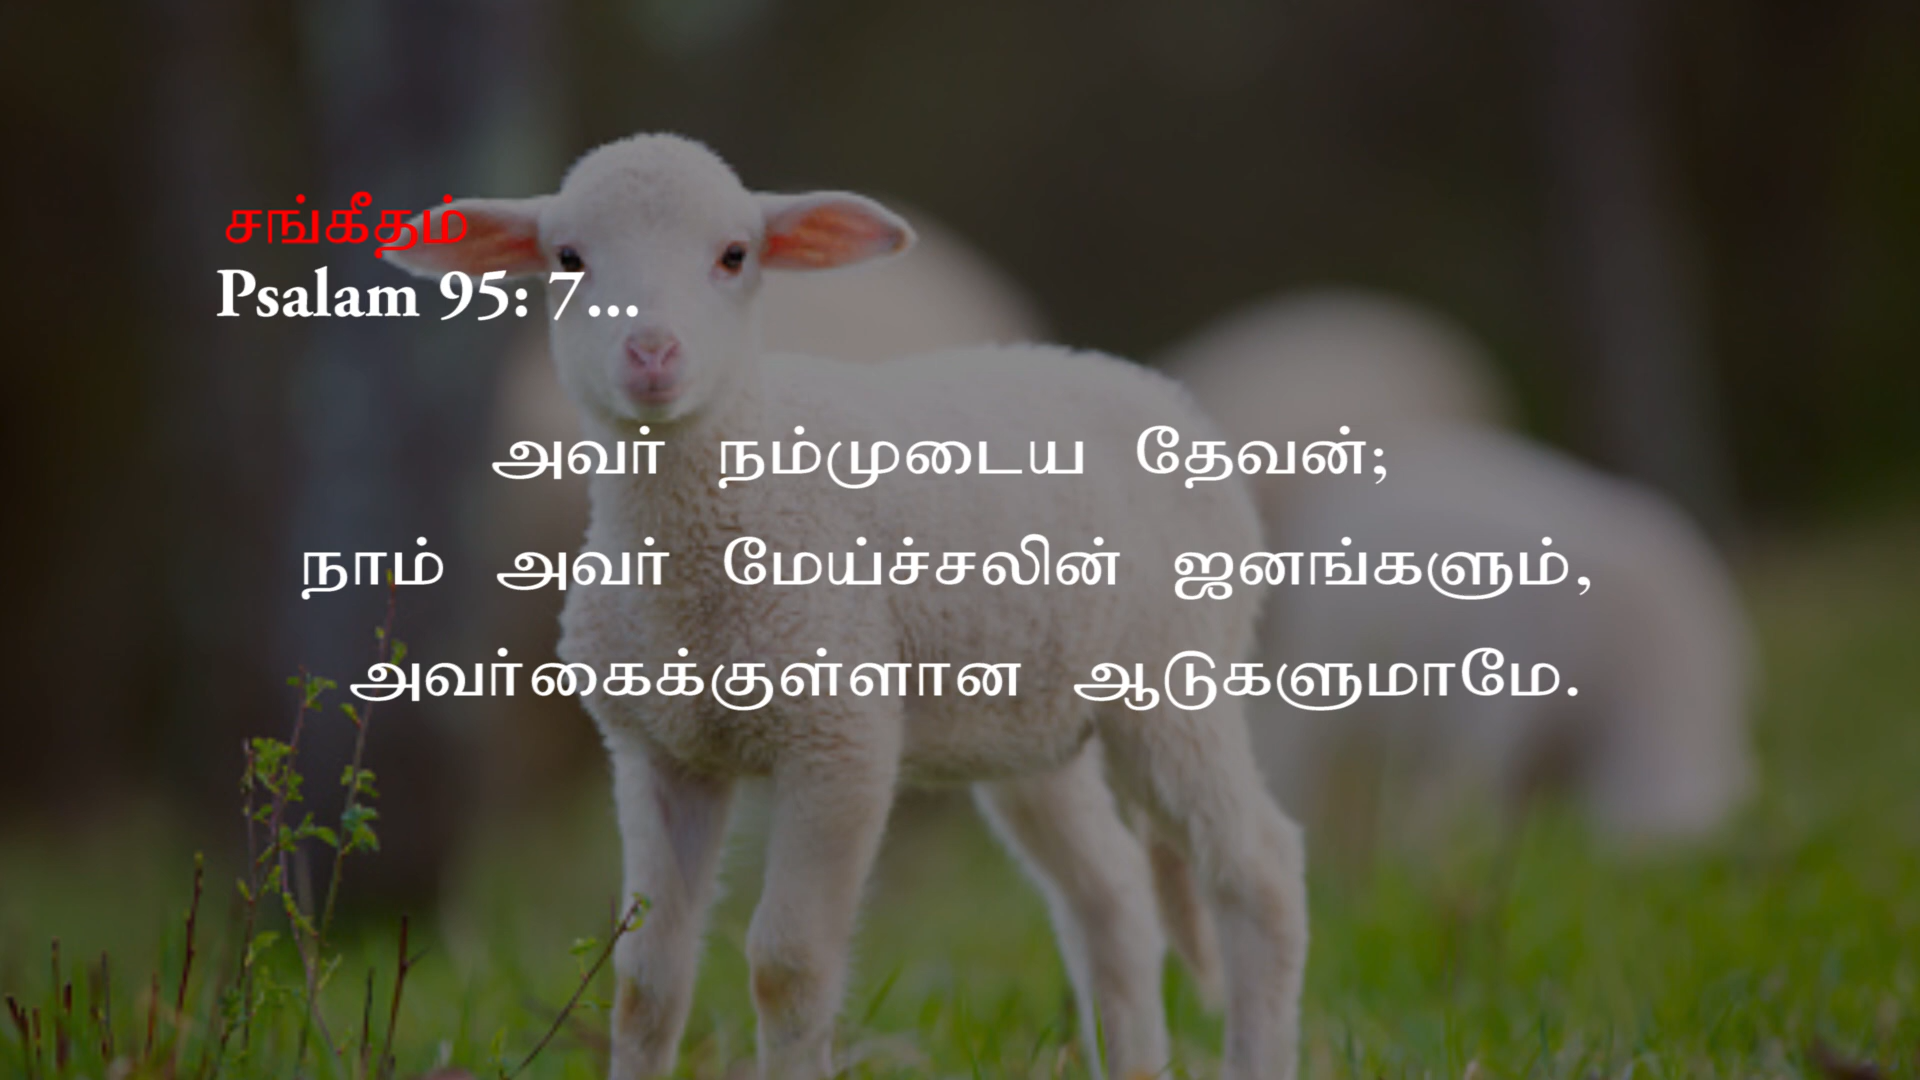 சங்கீதம்
Psalam 95: 7...
அவர் நம்முடைய தேவன்;
நாம் அவர் மேய்ச்சலின் ஜனங்களும்,
அவர்கைக்குள்ளான ஆடுகளுமாமே.